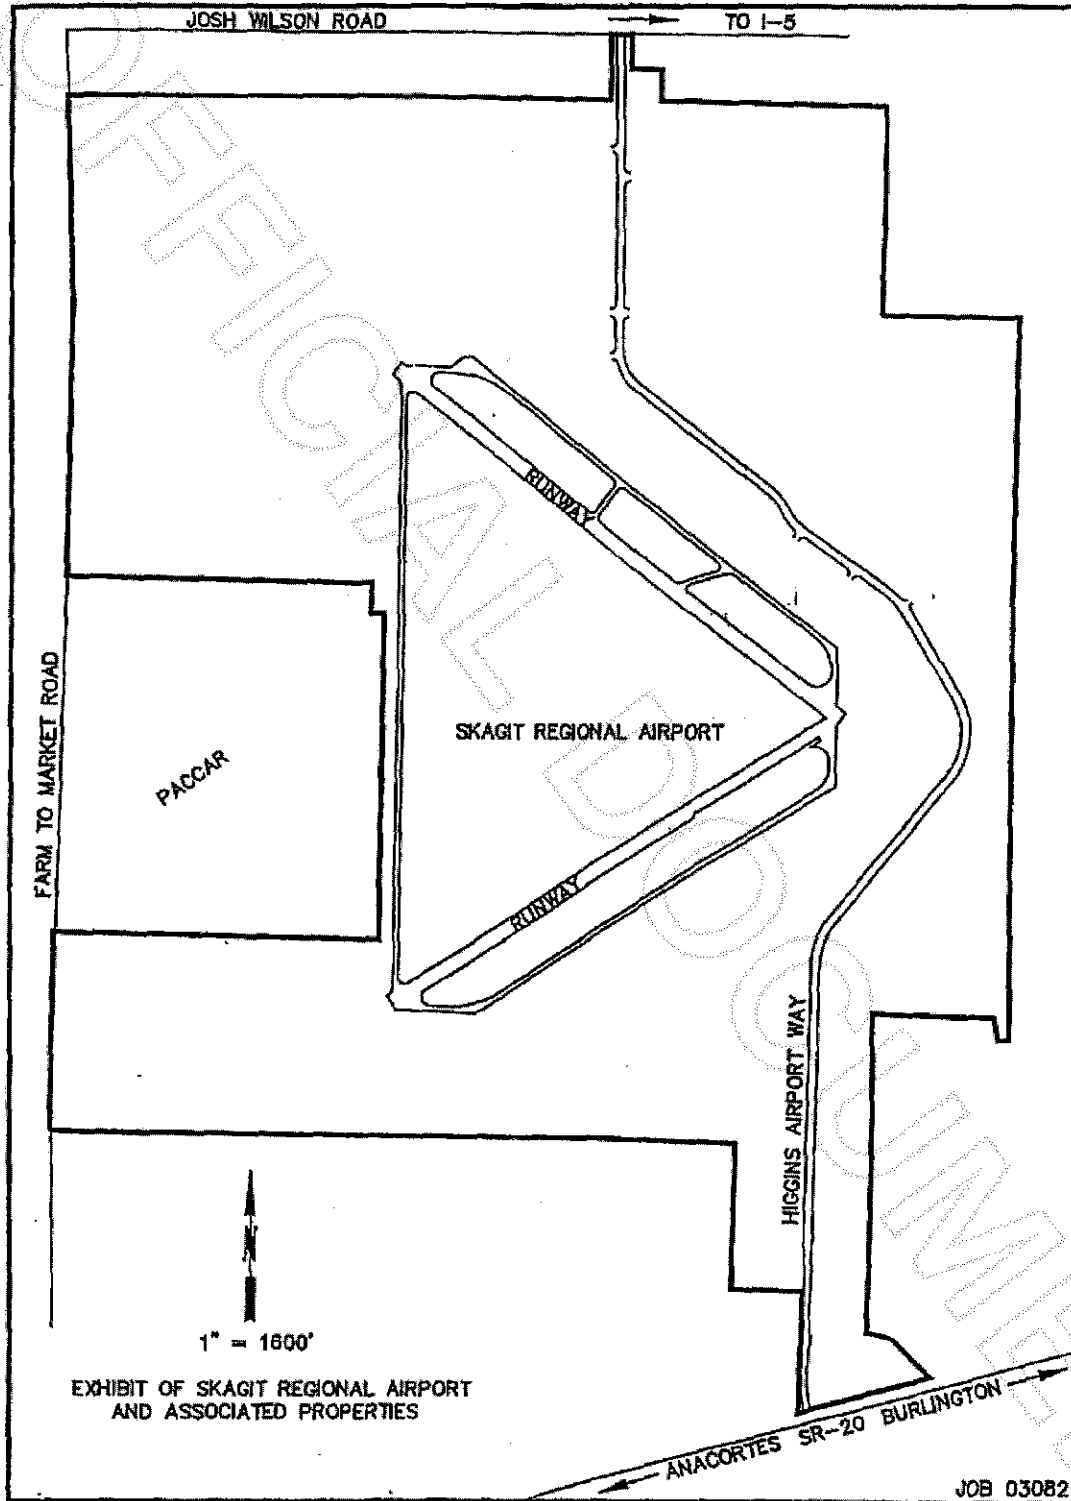 JOSH WILSON ROAD
TO I-5
RUNWAY
FARM TO MARKET ROAD
PACCAR
SKAGIT REGIONAL AIRPORT
RUNWAY
HIGGINS AIRPORT WAY
N
1" = 1600'
EXHIBIT OF SKAGIT REGIONAL AIRPORT
AND ASSOCIATED PROPERTIES
ANACORTES SR-20 BURLINGTON
JOB 03082
OFFICIAL DOCUME